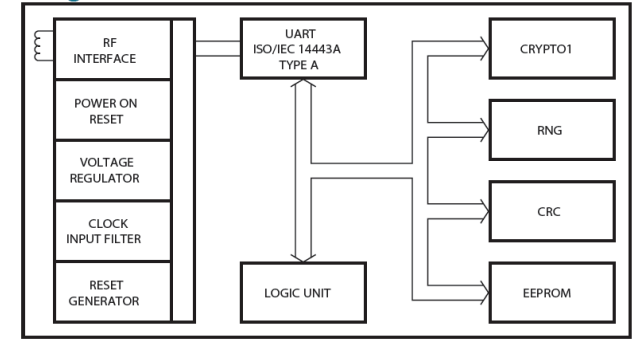 RF
INTERFACE
POWER ON
RESET
VOLTAGE
REGULATOR
CLOCK
INPUT FILTER
RESET
GENERATOR
UART
ISO/IEC 14443A
TYPE A
LOGIC UNIT
CRYPTO1
RNG
CRC
EEPROM